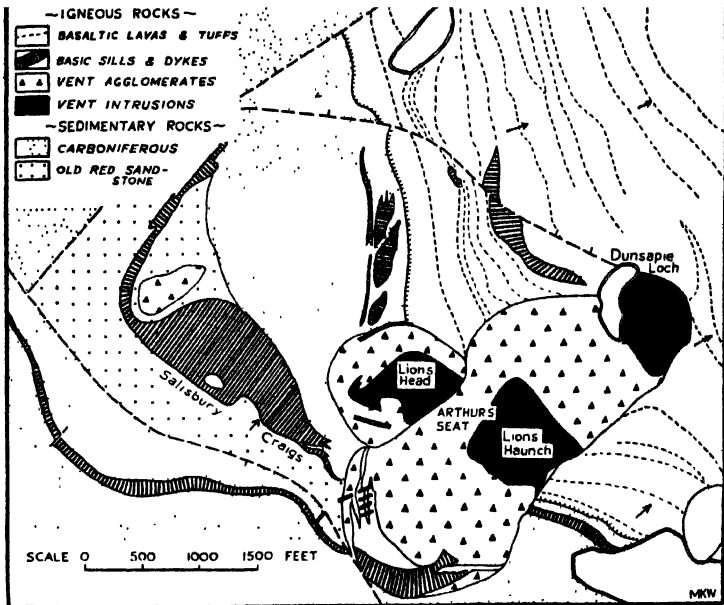 ~IGNEOUS ROCKS~
BASALTIC LAVAS & TUFFS
BASIC SILLS & DYKES
VENT AGGLOMERATES
VENT INTRUSIONS
~SEDIMENTARY ROCKS~
CARBONIFEROUS
OLD RED SAND-
STONE
Dunsapie
Loch
Lions
Head
Salisbury
Craigs
ARTHURS
SEAT
Lions
Haunch
SCALE 0 500 1000 1500 FEET
MKW